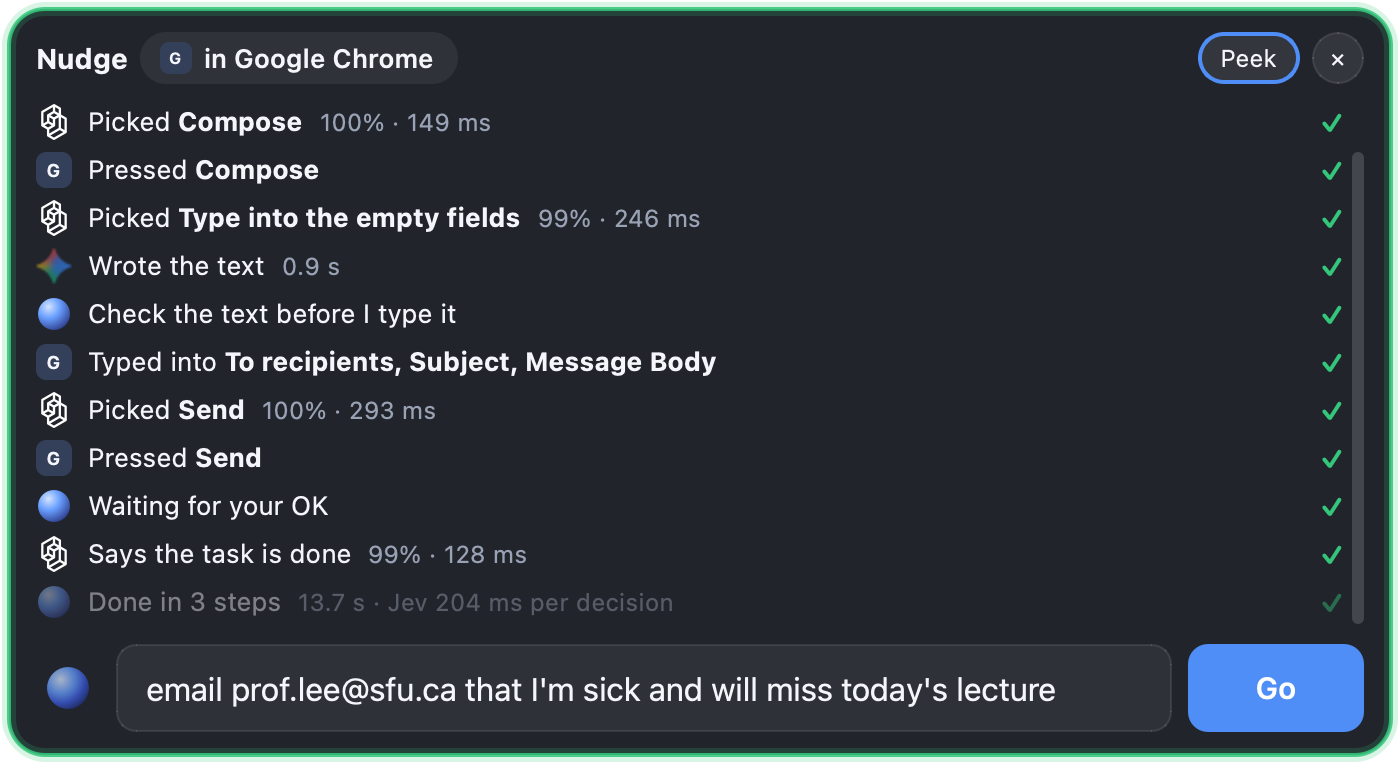 Nudge G in Google Chrome Peek ×
Picked Compose 100% · 149 ms
G Pressed Compose
Picked Type into the empty fields 99% · 246 ms
Wrote the text 0.9 s
Check the text before I type it
G Typed into To recipients, Subject, Message Body
Picked Send 100% · 293 ms
G Pressed Send
Waiting for your OK
Says the task is done 99% · 128 ms
Done in 3 steps 13.7 s · Jev 204 ms per decision
email prof.lee@sfu.ca that I'm sick and will miss today's lecture Go